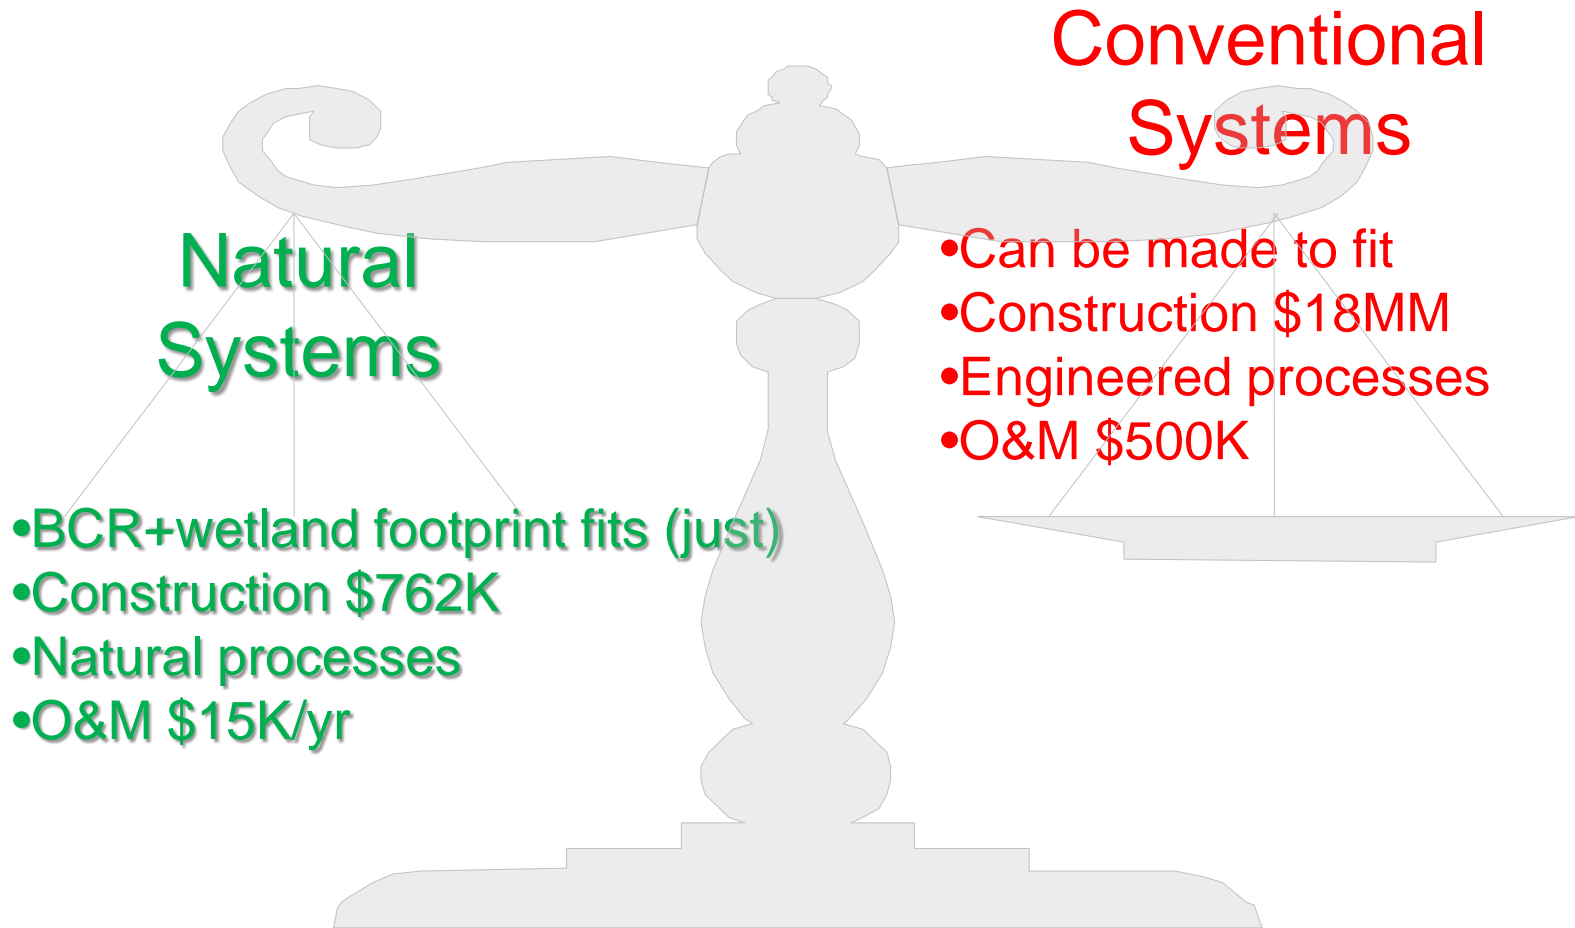 Natural
Systems
•BCR+wetland footprint fits (just)
•Construction $762K
•Natural processes
•O&M $15K/yr
Conventional
Systems
•Can be made to fit
•Construction $18MM
•Engineered processes
•O&M $500K